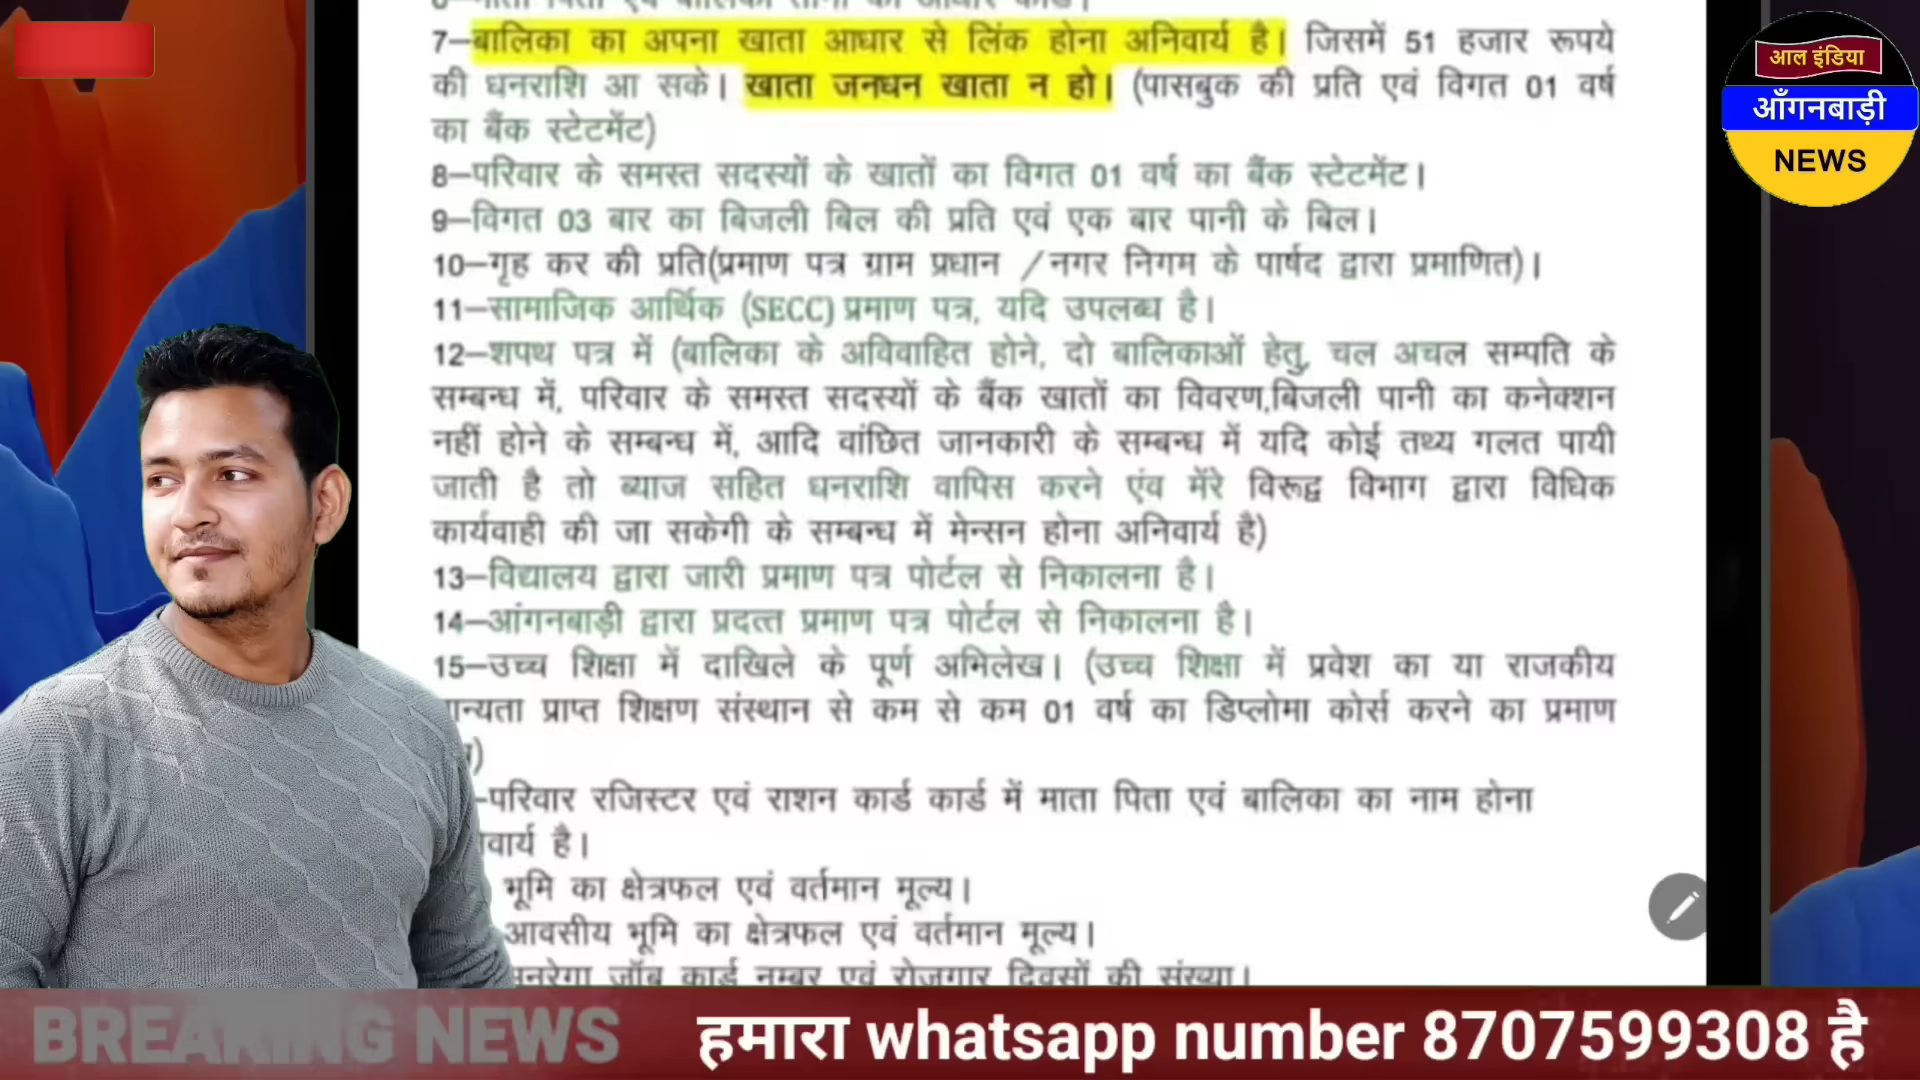 7–बालिका का अपना खाता आधार से लिंक होना अनिवार्य है। जिसमें 51 हजार रूपये
की धनराशि आ सके। खाता जनधन खाता न हो। (पासबुक की प्रति एवं विगत 01 वर्ष
का बैंक स्टेटमेंट)
8–परिवार के समस्त सदस्यों के खातों का विगत 01 वर्ष का बैंक स्टेटमेंट।
9–विगत 03 बार का बिजली बिल की प्रति एवं एक बार पानी के बिल।
10–गृह कर की प्रति(प्रमाण पत्र ग्राम प्रधान /नगर निगम के पार्षद द्वारा प्रमाणित)।
11–सामाजिक आर्थिक (SECC) प्रमाण पत्र, यदि उपलब्ध है।
12–शपथ पत्र में (बालिका के अविवाहित होने, दो बालिकाओं हेतु, चल अचल सम्पति के
सम्बन्ध में, परिवार के समस्त सदस्यों के बैंक खातों का विवरण,बिजली पानी का कनेक्शन
नहीं होने के सम्बन्ध में, आदि वांछित जानकारी के सम्बन्ध में यदि कोई तथ्य गलत पायी
जाती है तो ब्याज सहित धनराशि वापिस करने एंव मेंरे विरूद्व विभाग द्वारा विधिक
कार्यवाही की जा सकेगी के सम्बन्ध में मेन्सन होना अनिवार्य है)
13–विद्यालय द्वारा जारी प्रमाण पत्र पोर्टल से निकालना है।
14–आंगनबाड़ी द्वारा प्रदत्त प्रमाण पत्र पोर्टल से निकालना है।
15–उच्च शिक्षा में दाखिले के पूर्ण अभिलेख। (उच्च शिक्षा में प्रवेश का या राजकीय
प्राप्त शिक्षण संस्थान से कम से कम 01 वर्ष का डिप्लोमा कोर्स करने का प्रमाण
–परिवार रजिस्टर एवं राशन कार्ड कार्ड में माता पिता एवं बालिका का नाम होना
है।
भूमि का क्षेत्रफल एवं वर्तमान मूल्य।
आवसीय भूमि का क्षेत्रफल एवं वर्तमान मूल्य।
जॉब कार्ड नम्बर एवं रोजगार दिवसों की संख्या।
आल इंडिया
आँगनबाड़ी
NEWS
BREAKING NEWS
हमारा whatsapp number 8707599308 है